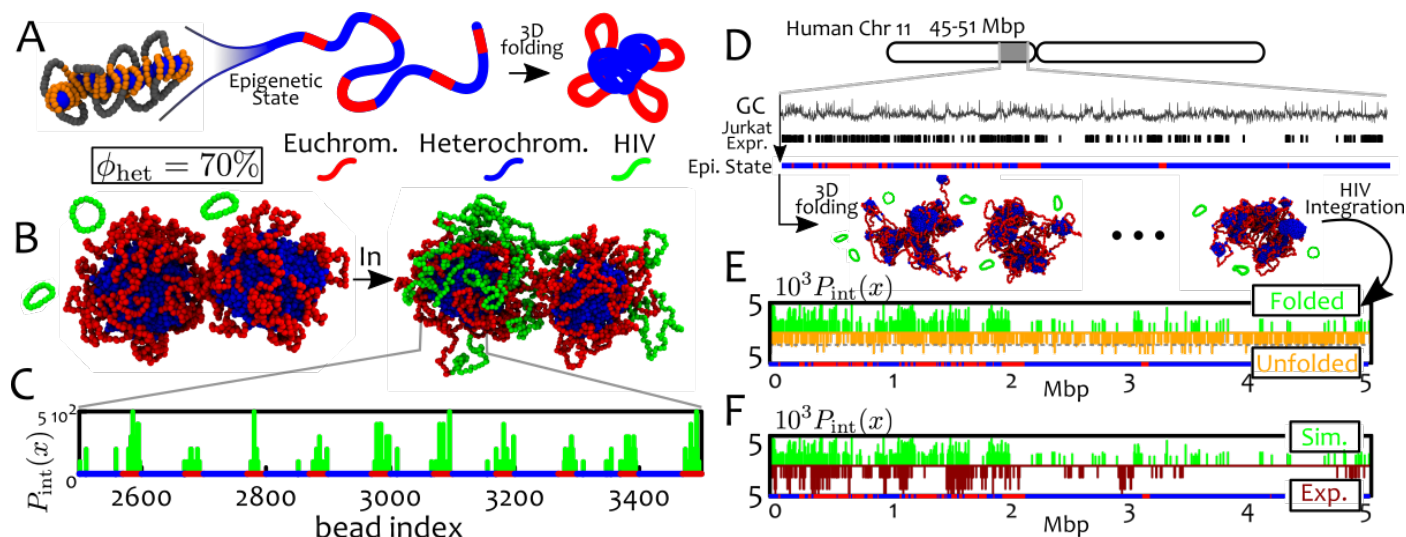 A
Epigenetic
State
3D
folding
ϕhet = 70%
Euchrom.
Heterochrom.
HIV
B
In
C
Pint(x)
5 10²
0
2600
2800
3000
3200
3400
bead index
D
Human Chr 11
45-51 Mbp
GC
Jurkat
Expr.
Epi. State
3D
folding
HIV
Integration
E
10³Pint(x)
5
5
Folded
Unfolded
0
1
2
3
4
5
Mbp
F
10³Pint(x)
5
5
Sim.
Exp.
0
1
2
3
4
5
Mbp